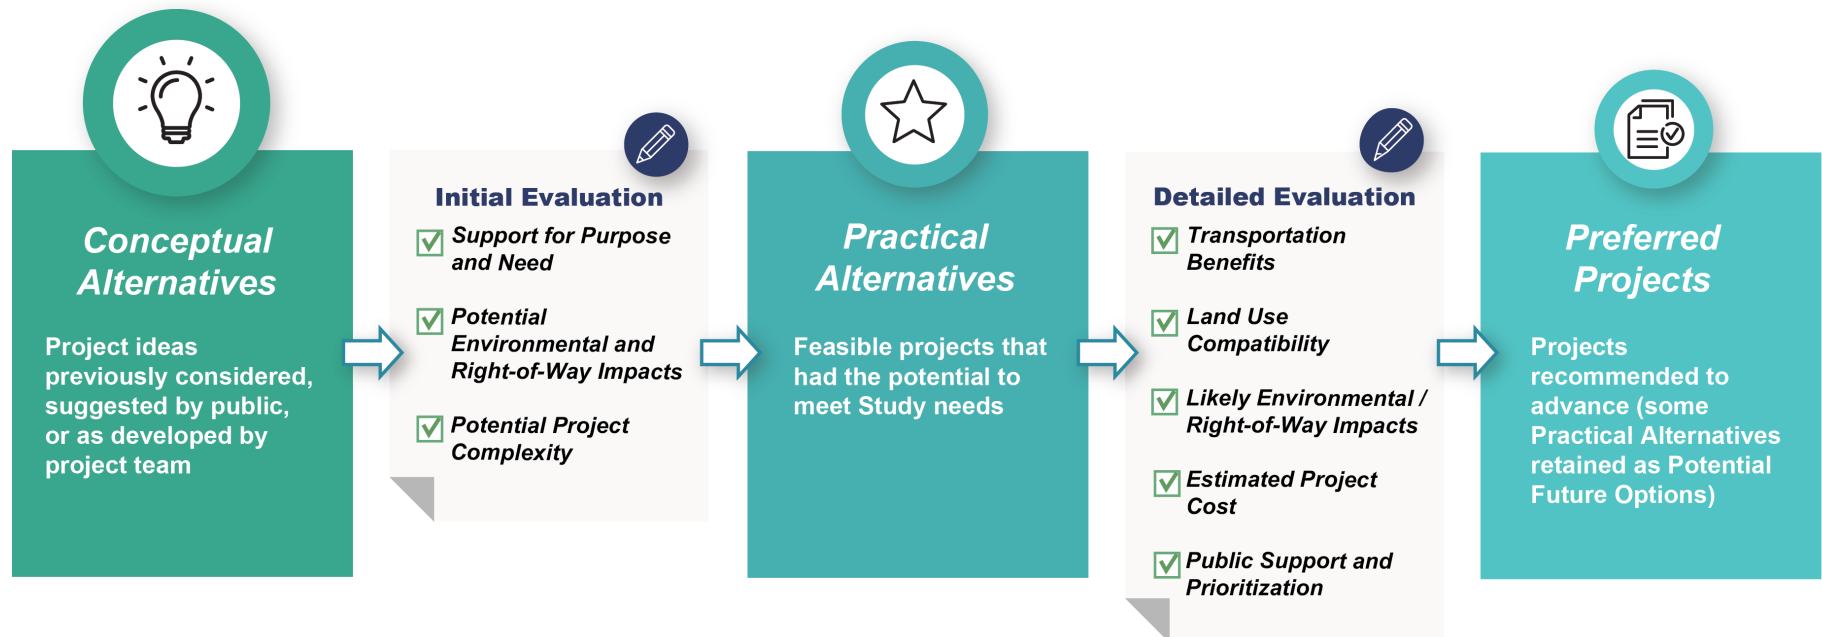 Conceptual
Alternatives
Project ideas
previously considered,
suggested by public,
or as developed by
project team
Initial Evaluation
Support for Purpose
and Need
Potential
Environmental and
Right-of-Way Impacts
Potential Project
Complexity
Practical
Alternatives
Feasible projects that
had the potential to
meet Study needs
Detailed Evaluation
Transportation
Benefits
Land Use
Compatibility
Likely Environmental /
Right-of-Way Impacts
Estimated Project
Cost
Public Support and
Prioritization
Preferred
Projects
Projects
recommended to
advance (some
Practical Alternatives
retained as Potential
Future Options)